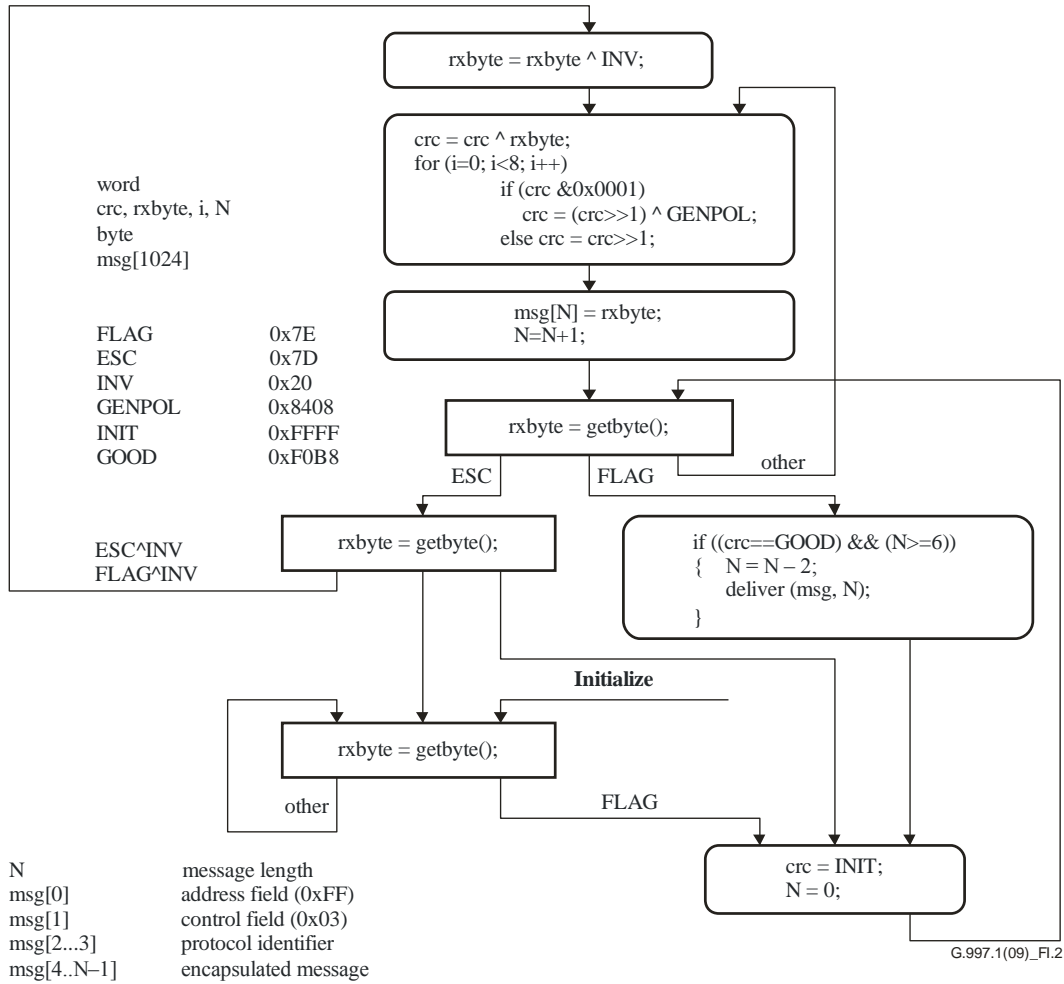 rxbyte = rxbyte ^ INV;
crc = crc ^ rxbyte;
for (i=0; i<8; i++)
if (crc &0x0001)
crc = (crc>>1) ^ GENPOL;
else crc = crc>>1;
word
crc, rxbyte, i, N
byte
msg[1024]
msg[N] = rxbyte;
N=N+1;
FLAG 0x7E
ESC 0x7D
INV 0x20
GENPOL 0x8408
INIT 0xFFFF
GOOD 0xF0B8
rxbyte = getbyte();
ESC
FLAG
other
rxbyte = getbyte();
ESC^INV
FLAG^INV
if ((crc==GOOD) && (N>=6))
{ N = N – 2;
deliver (msg, N);
}
Initialize
rxbyte = getbyte();
other
FLAG
crc = INIT;
N = 0;
N message length
msg[0] address field (0xFF)
msg[1] control field (0x03)
msg[2...3] protocol identifier
msg[4..N–1] encapsulated message
G.997.1(09)_FI.2